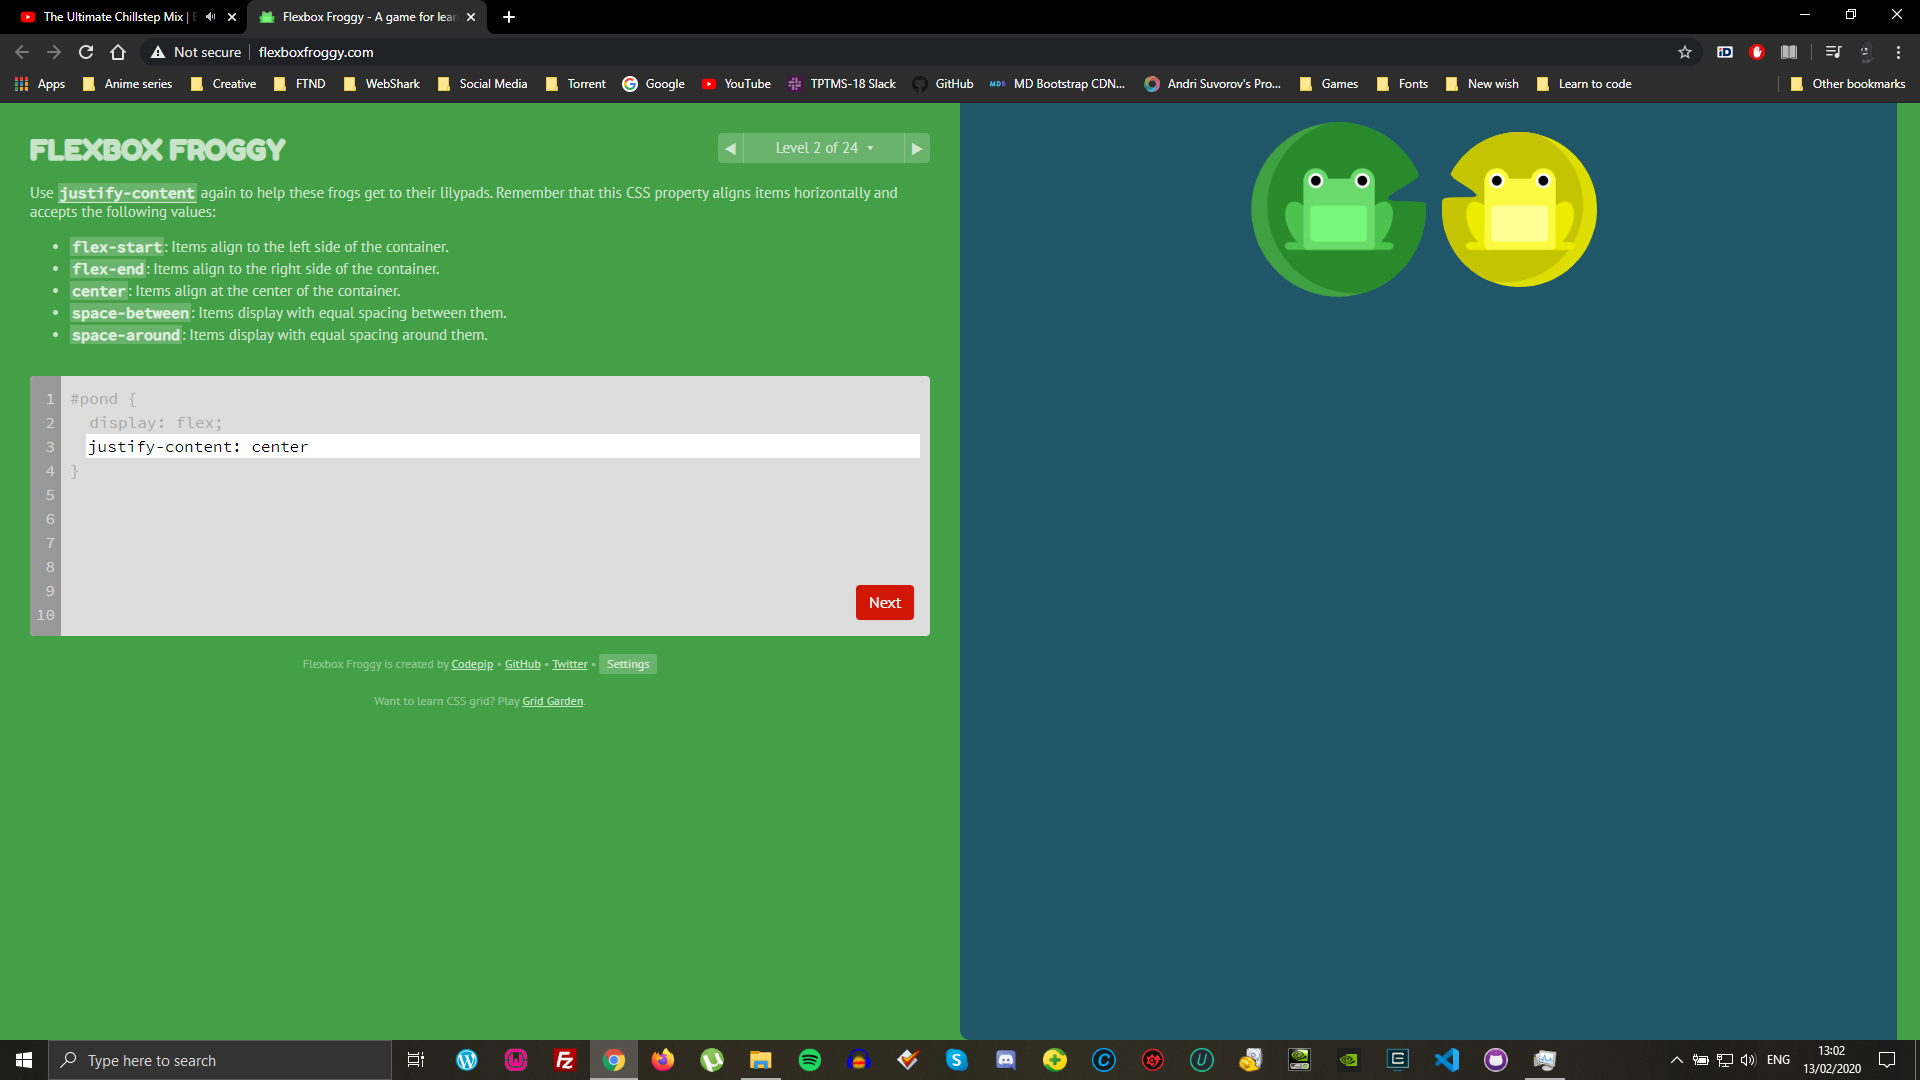 The Ultimate Chillstep Mix |
Flexbox Froggy - A game for lear
Not secure | flexboxfroggy.com
Apps Anime series Creative FTND WebShark Social Media Torrent Google YouTube TPTMS-18 Slack GitHub MD Bootstrap CDN... Andri Suvorov's Pro... Games Fonts New wish Learn to code Other bookmarks
FLEXBOX FROGGY
◀ Level 2 of 24 ▾ ▶
Use justify-content again to help these frogs get to their lilypads. Remember that this CSS property aligns items horizontally and
accepts the following values:
• flex-start: Items align to the left side of the container.
• flex-end: Items align to the right side of the container.
• center: Items align at the center of the container.
• space-between: Items display with equal spacing between them.
• space-around: Items display with equal spacing around them.
1 #pond {
2 display: flex;
3 justify-content: center
4 }
5
6
7
8
9
10
Next
Flexbox Froggy is created by Codepip • GitHub • Twitter • Settings
Want to learn CSS grid? Play Grid Garden.
Type here to search
ENG
13:02
13/02/2020